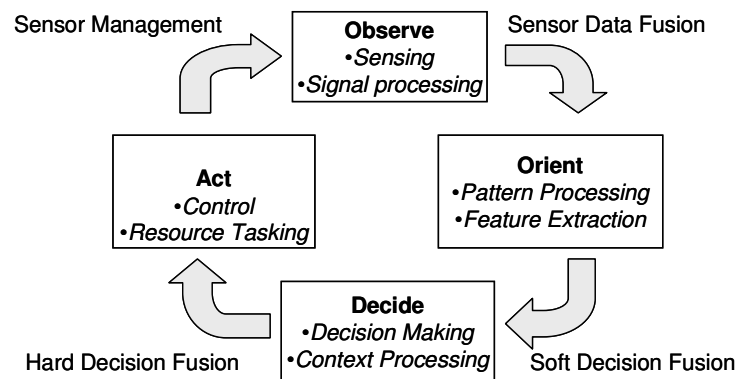 Sensor Management
Observe
•Sensing
•Signal processing
Sensor Data Fusion
Act
•Control
•Resource Tasking
Orient
•Pattern Processing
•Feature Extraction
Decide
•Decision Making
•Context Processing
Hard Decision Fusion
Soft Decision Fusion